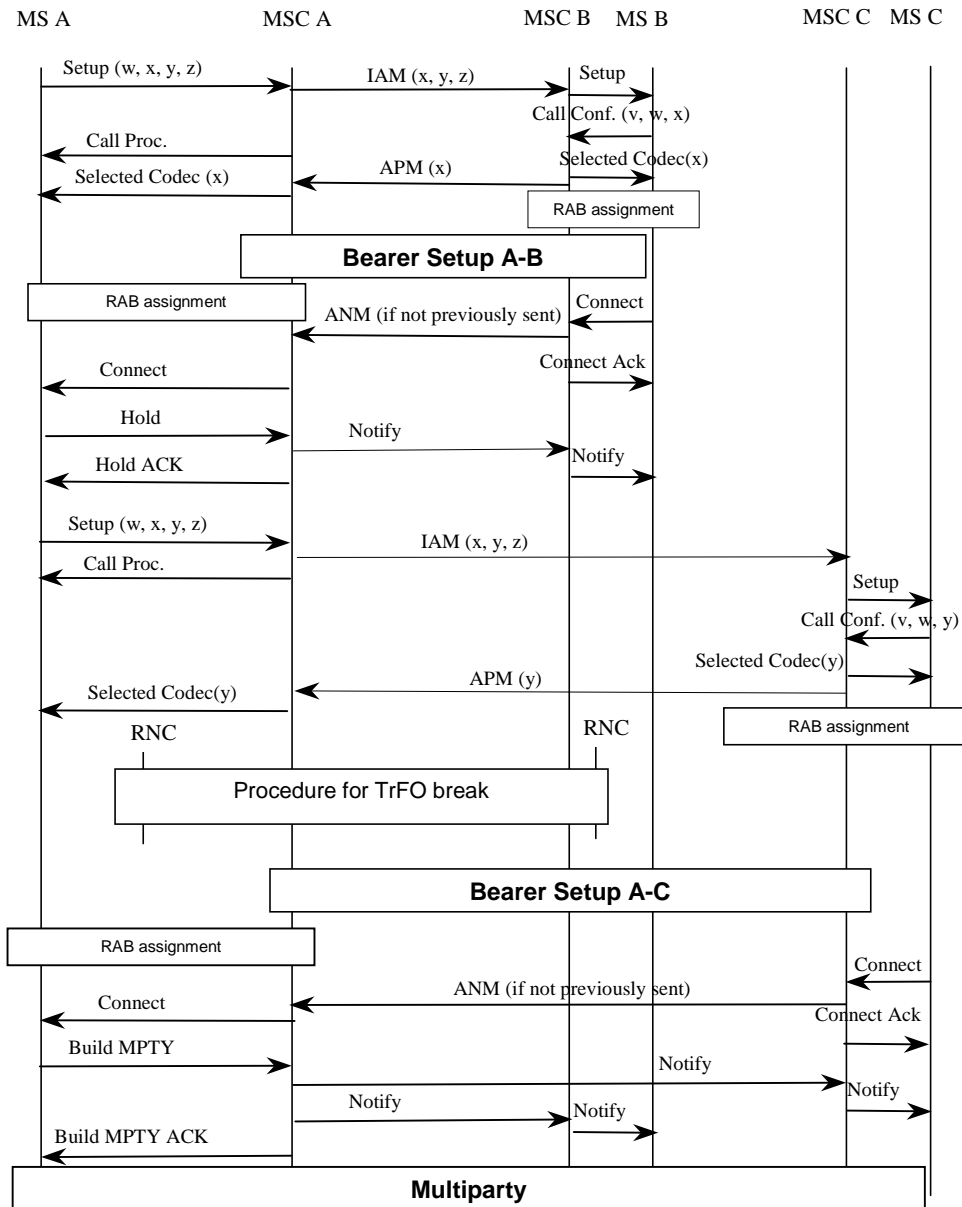 MS A MSC A MSC B MS B MSC C MS C
Setup (w, x, y, z) IAM (x, y, z) Setup
Call Conf. (v, w, x)
Call Proc.
APM (x) Selected Codec(x)
Selected Codec (x)
RAB assignment
Bearer Setup A-B
RAB assignment
Connect
ANM (if not previously sent)
Connect Ack
Connect
Hold
Notify
Notify
Hold ACK
Setup (w, x, y, z)
IAM (x, y, z)
Call Proc.
Setup
Call Conf. (v, w, y)
Selected Codec(y)
APM (y)
Selected Codec(y)
RAB assignment
RNC RNC
Procedure for TrFO break
Bearer Setup A-C
RAB assignment
Connect
ANM (if not previously sent)
Connect
Connect Ack
Build MPTY
Notify
Notify
Notify
Notify
Build MPTY ACK
Multiparty